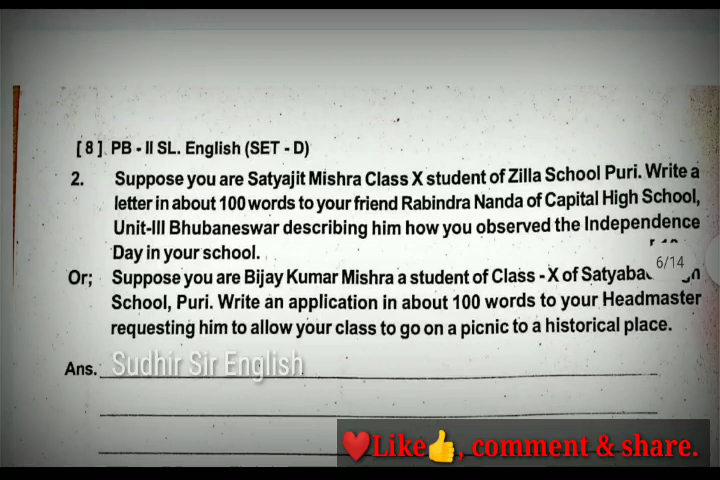 [ 8 ]. PB - II SL. English (SET - D)
2. Suppose you are Satyajit Mishra Class X student of Zilla School Puri. Write a
letter in about 100 words to your friend Rabindra Nanda of Capital High School,
Unit-III Bhubaneswar describing him how you observed the Independence
Day in your school.
6/14
Or; Suppose you are Bijay Kumar Mishra a student of Class - X of
School, Puri. Write an application in about 100 words to your Headmaster
requesting him to allow your class to go on a picnic to a historical place.
Ans. Sudhir Sir English
❤Like👍, comment & share.